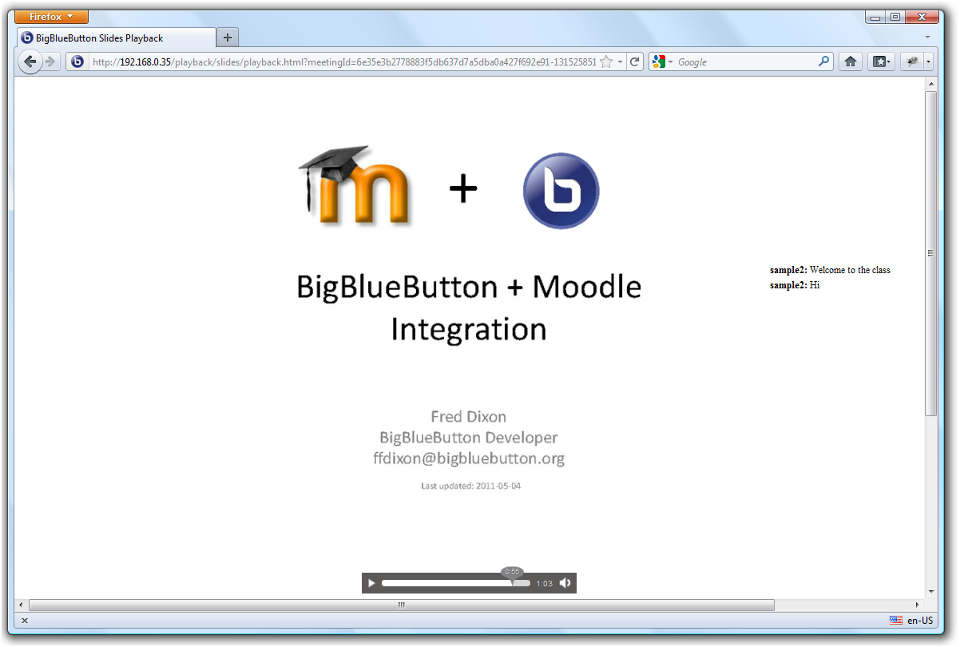 Firefox
BigBlueButton Slides Playback
http://192.168.0.35/playback/slides/playback.html?meetingId=6e35e3b2778883f5db637d7a5dba0a427f692e91-131525851
Google
m + b
BigBlueButton + Moodle
Integration
sample2: Welcome to the class
sample2: Hi
Fred Dixon
BigBlueButton Developer
ffdixon@bigbluebutton.org
Last updated: 2011-05-04
1:03
en-US